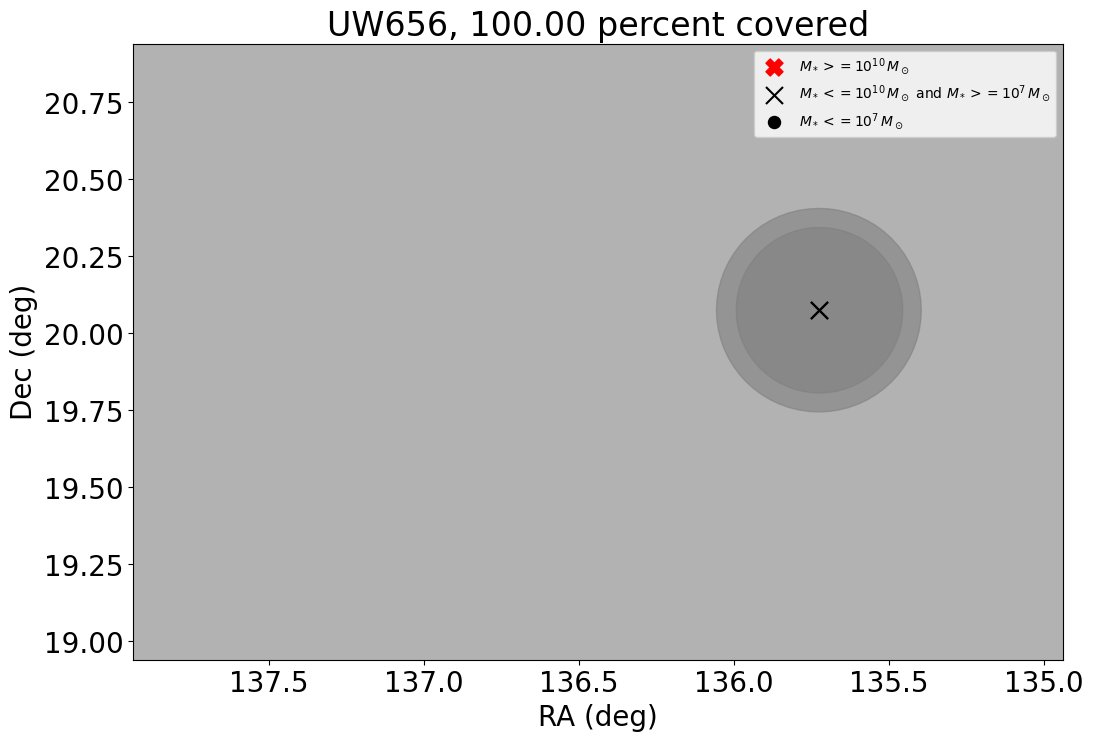 UW656, 100.00 percent covered
M* >= 10^10 M⊙
M* <= 10^10 M⊙ and M* >= 10^7 M⊙
M* <= 10^7 M⊙
20.75
20.50
20.25
20.00
19.75
19.50
19.25
19.00
Dec (deg)
137.5 137.0 136.5 136.0 135.5 135.0
RA (deg)